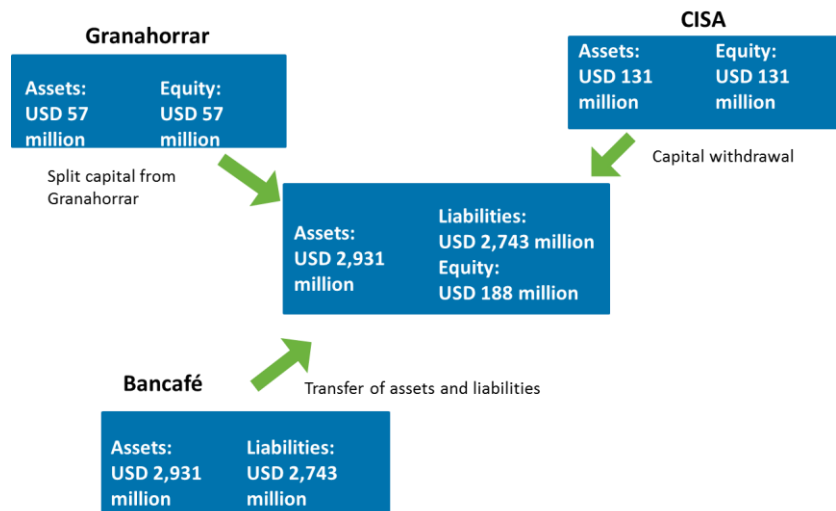 Granahorrar
Assets:
USD 57
million
Equity:
USD 57
million
CISA
Assets:
USD 131
million
Equity:
USD 131
million
Split capital from
Granahorrar
Capital withdrawal
Assets:
USD 2,931
million
Liabilities:
USD 2,743 million
Equity:
USD 188 million
Bancafé
Transfer of assets and liabilities
Assets:
USD 2,931
million
Liabilities:
USD 2,743
million